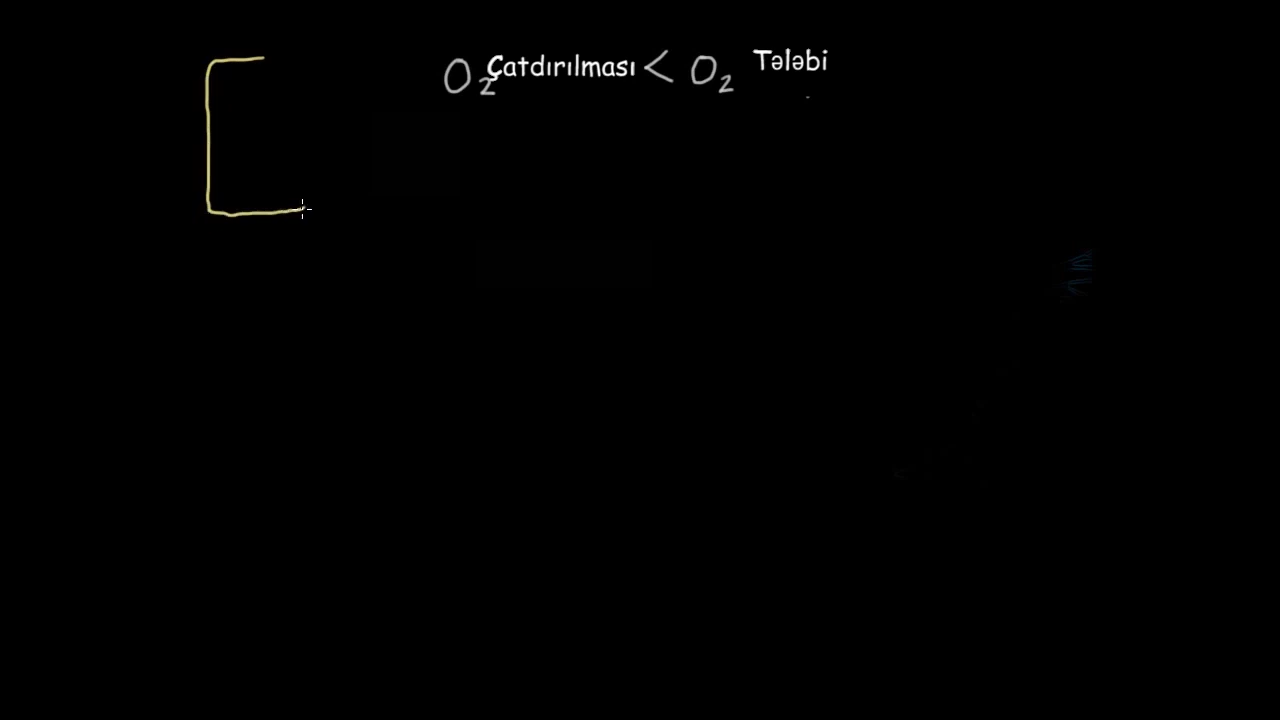 O₂ Çatdırılması < O₂ Tələbi